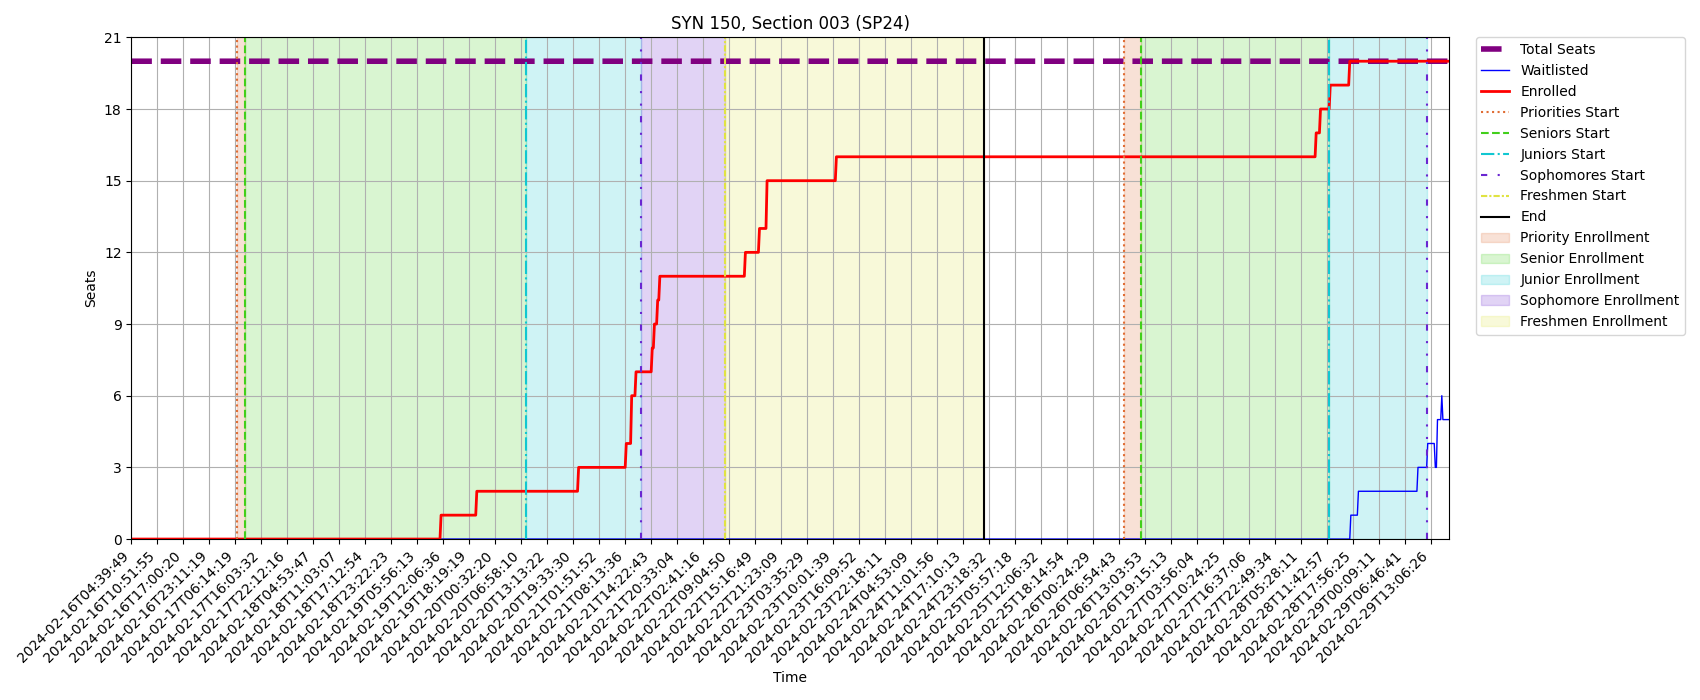 SYN 150, Section 003 (SP24)
21
18
15
12
9
6
3
0
Seats
2024-02-16T04:39:49
2024-02-16T10:51:55
2024-02-16T17:00:20
2024-02-16T23:11:19
2024-02-17T06:14:19
2024-02-17T16:03:32
2024-02-17T22:12:16
2024-02-18T04:53:47
2024-02-18T11:03:07
2024-02-18T17:12:54
2024-02-18T23:22:23
2024-02-19T05:56:13
2024-02-19T12:06:36
2024-02-19T18:19:19
2024-02-20T00:32:20
2024-02-20T06:58:10
2024-02-20T13:13:22
2024-02-20T19:33:30
2024-02-21T01:51:52
2024-02-21T08:13:36
2024-02-21T14:22:43
2024-02-21T20:33:04
2024-02-22T02:41:16
2024-02-22T09:04:50
2024-02-22T15:16:49
2024-02-22T21:23:09
2024-02-23T03:35:29
2024-02-23T10:01:39
2024-02-23T16:09:52
2024-02-23T22:18:11
2024-02-24T04:53:09
2024-02-24T11:01:56
2024-02-24T17:10:13
2024-02-24T23:18:32
2024-02-25T05:57:18
2024-02-25T12:06:32
2024-02-25T18:14:54
2024-02-26T00:24:29
2024-02-26T06:54:43
2024-02-26T13:03:53
2024-02-26T19:15:13
2024-02-27T03:56:04
2024-02-27T10:24:25
2024-02-27T16:37:06
2024-02-27T22:49:34
2024-02-28T05:28:11
2024-02-28T11:42:57
2024-02-28T17:56:25
2024-02-29T00:09:11
2024-02-29T06:46:41
2024-02-29T13:06:26
Time
Total Seats
Waitlisted
Enrolled
Priorities Start
Seniors Start
Juniors Start
Sophomores Start
Freshmen Start
End
Priority Enrollment
Senior Enrollment
Junior Enrollment
Sophomore Enrollment
Freshmen Enrollment